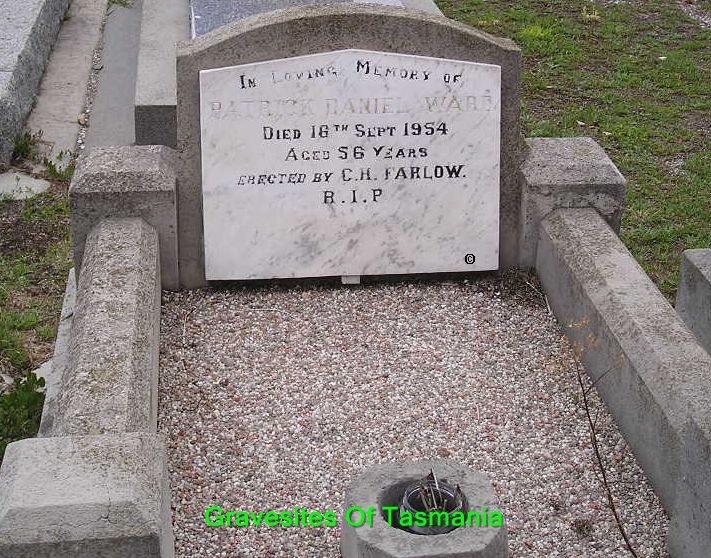 In Loving Memory of
PATRICK DANIEL WARD
Died 16th Sept 1954
Aged 56 Years
ERECTED BY C.H. FARLOW.
R.I.P
©
Gravesites Of Tasmania